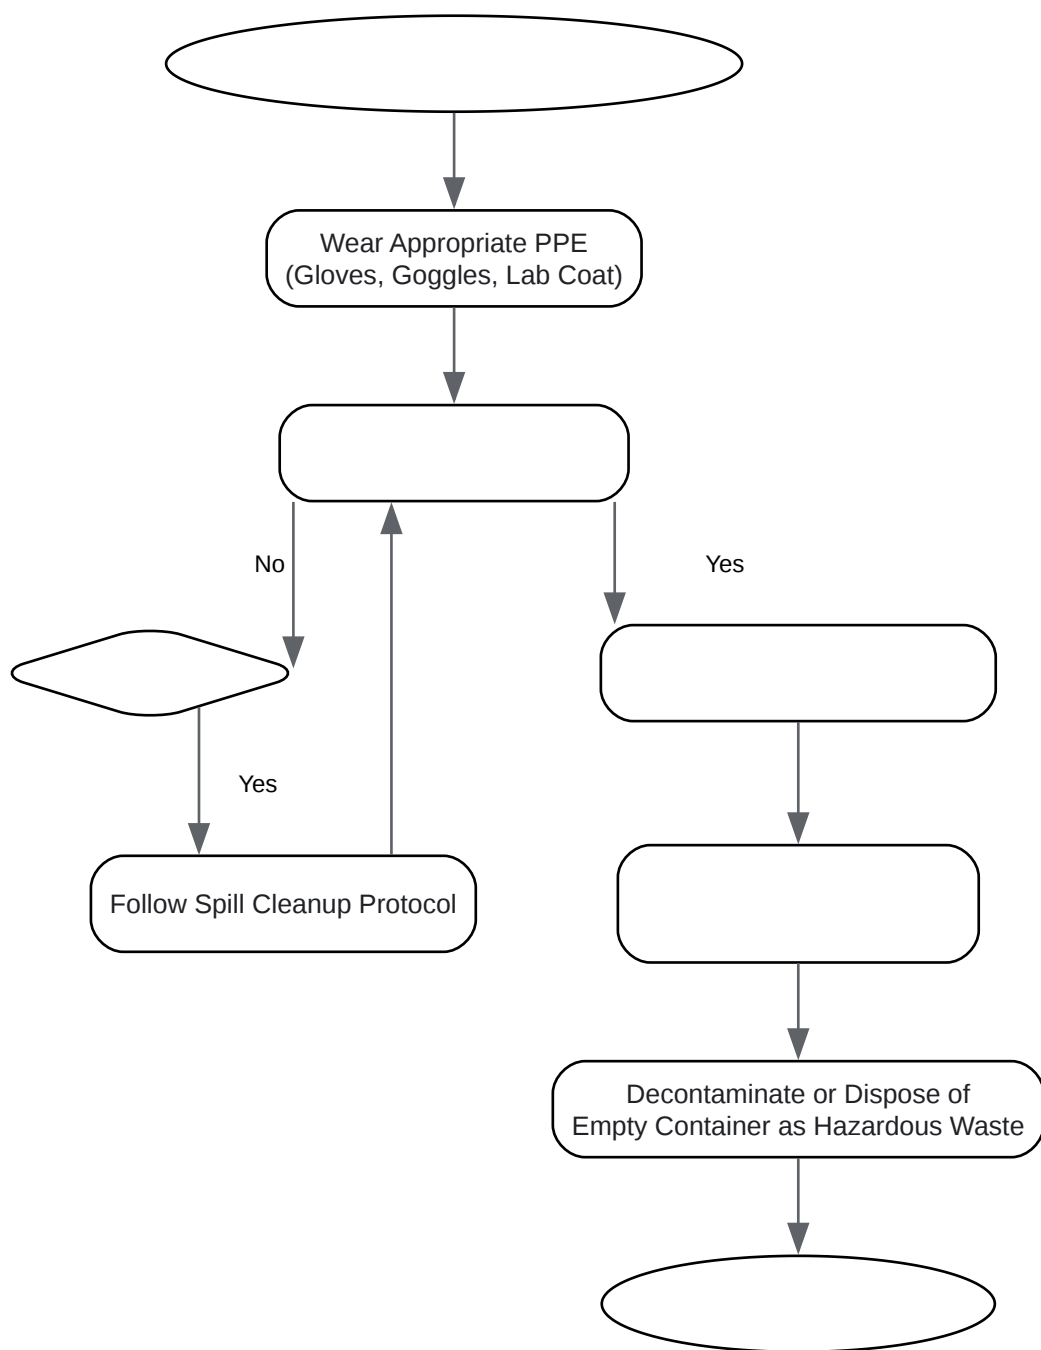 Wear Appropriate PPE
(Gloves, Goggles, Lab Coat)
No
Yes
Yes
Follow Spill Cleanup Protocol
Decontaminate or Dispose of
Empty Container as Hazardous Waste